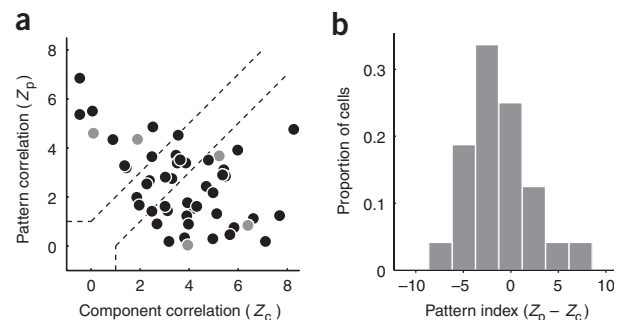 a
Pattern correlation (Zp)
8
6
4
2
0
0 2 4 6 8
Component correlation (Zc)
b
Proportion of cells
0.3
0.2
0.1
0
−10 −5 0 5 10
Pattern index (Zp − Zc)